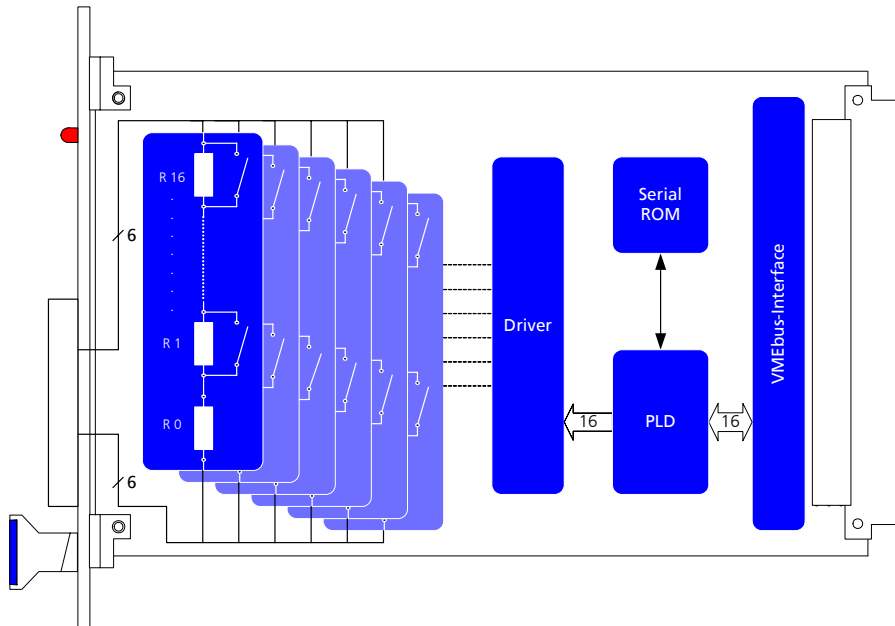 R 16
6
R 1
R 0
6
Driver
Serial
ROM
16
PLD
16
VMEbus-Interface